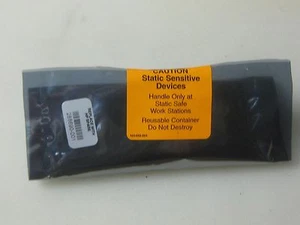 CAUTION
Static Sensitive
Devices
Handle Only at
Static Safe
Work Stations
Reusable Container
Do Not Destroy